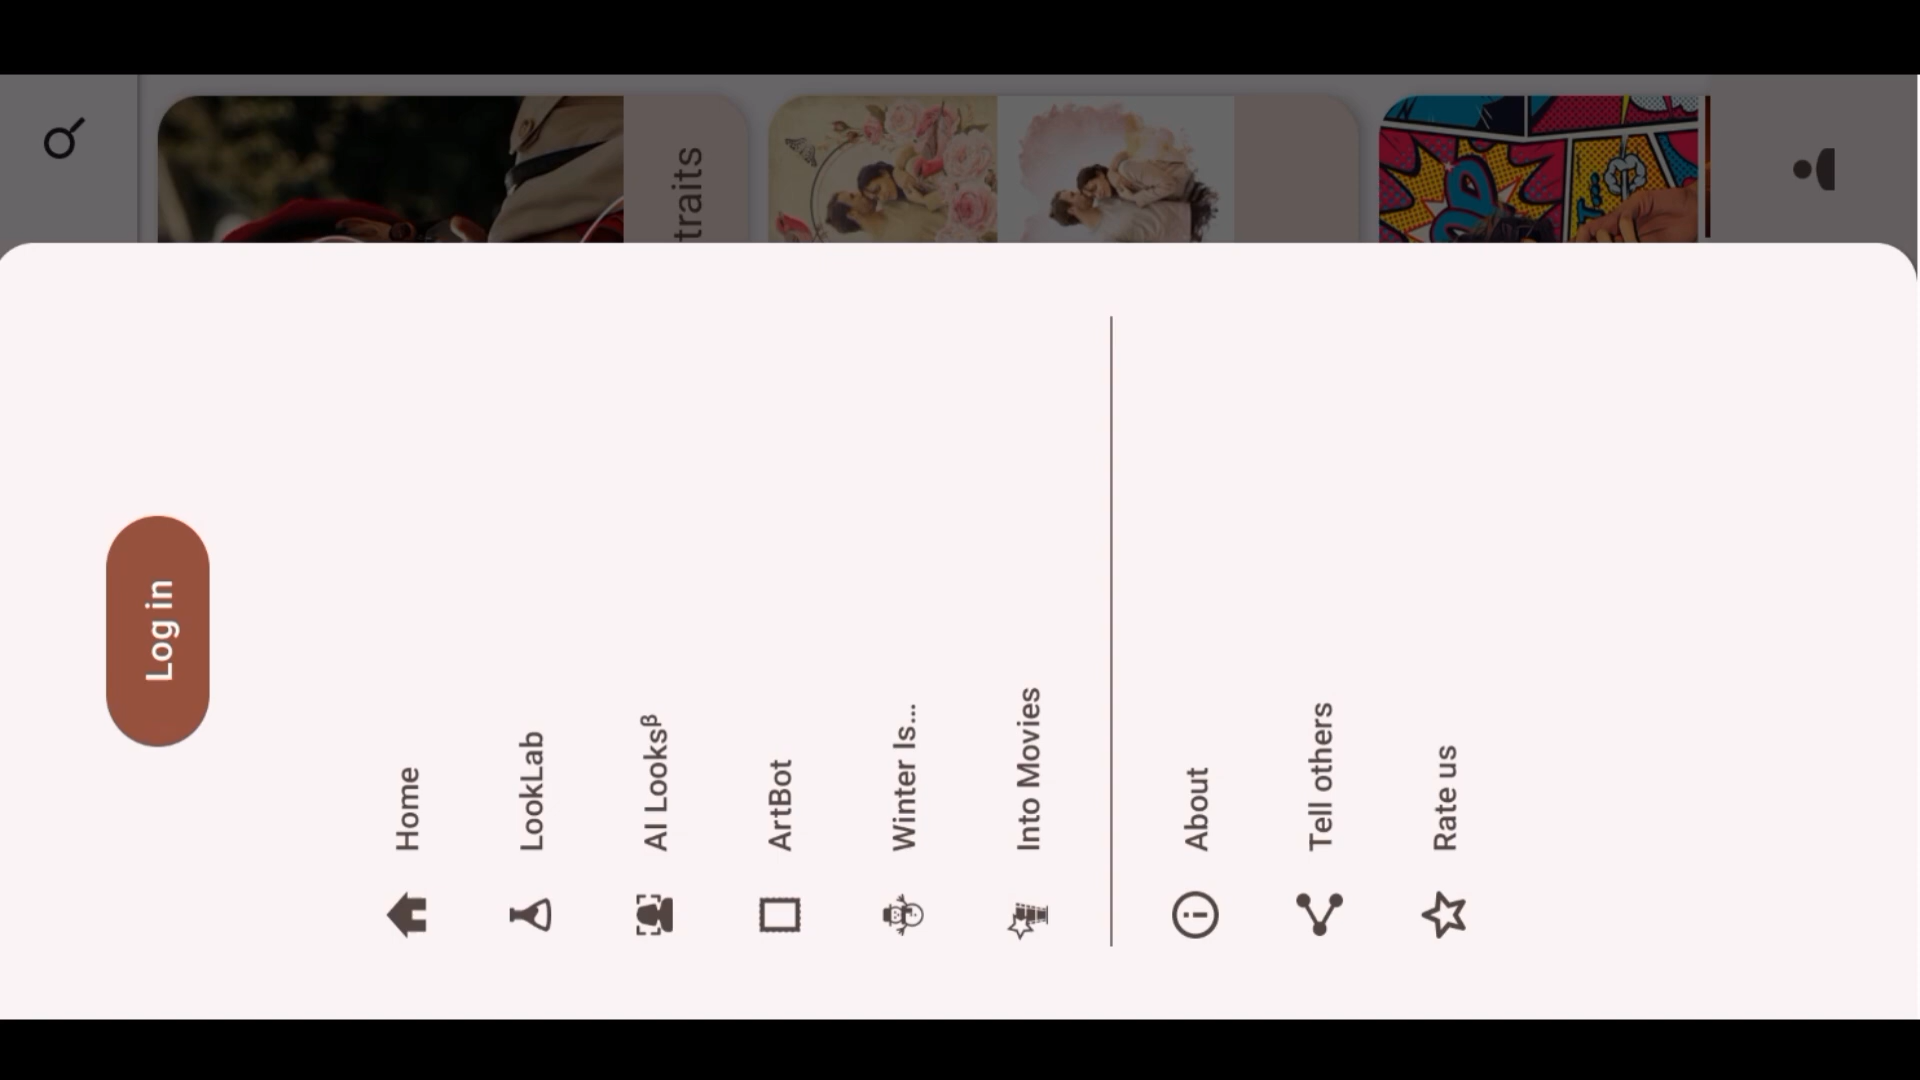 Log in
Home
LookLab
AI Looksᵝ
ArtBot
Winter Is...
Into Movies
About
Tell others
Rate us
traits